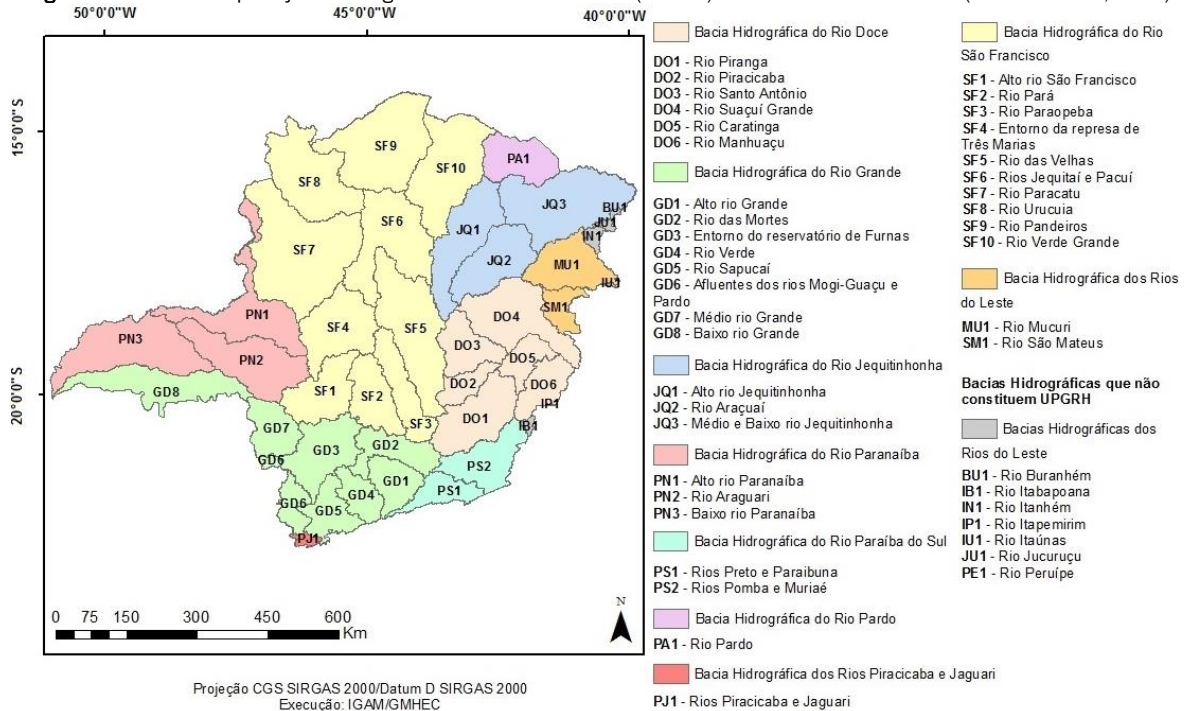 50°0'0"W 45°0'0"W 40°0'0"W
15°0'0"S
20°0'0"S
SF9
PA1
SF10
SF8
JQ3
BU1
JU1
IN1
SF6
JQ1
SF7
JQ2
MU1
IU1
SM1
PN1
DO4
SF4
SF5
PN3
DO3
PN2
DO5
DO2
DO6
SF1
SF2
IP1
GD8
DO1
SF3
IB1
GD7
GD2
GD3
GD6
PS2
GD1
PS1
GD4
GD6
GD5
PJ1
0 75 150 300 450 600
Km
N
Projeção CGS SIRGAS 2000/Datum D SIRGAS 2000
Execução: IGAM/GMHEC
Bacia Hidrográfica do Rio Doce
DO1 - Rio Piranga
DO2 - Rio Piracicaba
DO3 - Rio Santo Antônio
DO4 - Rio Suaçuí Grande
DO5 - Rio Caratinga
DO6 - Rio Manhuaçu
Bacia Hidrográfica do Rio Grande
GD1 - Alto rio Grande
GD2 - Rio das Mortes
GD3 - Entorno do reservatório de Furnas
GD4 - Rio Verde
GD5 - Rio Sapucaí
GD6 - Afluentes dos rios Mogi-Guaçu e
Pardo
GD7 - Médio rio Grande
GD8 - Baixo rio Grande
Bacia Hidrográfica do Rio Jequitinhonha
JQ1 - Alto rio Jequitinhonha
JQ2 - Rio Araçuaí
JQ3 - Médio e Baixo rio Jequitinhonha
Bacia Hidrográfica do Rio Paranaíba
PN1 - Alto rio Paranaíba
PN2 - Rio Araguari
PN3 - Baixo rio Paranaíba
Bacia Hidrográfica do Rio Paraíba do Sul
PS1 - Rios Preto e Paraibuna
PS2 - Rios Pomba e Muriaé
Bacia Hidrográfica do Rio Pardo
PA1 - Rio Pardo
Bacia Hidrográfica dos Rios Piracicaba e Jaguari
PJ1 - Rios Piracicaba e Jaguari
Bacia Hidrográfica do Rio
São Francisco
SF1 - Alto rio São Francisco
SF2 - Rio Pará
SF3 - Rio Paraopeba
SF4 - Entorno da represa de
Três Marias
SF5 - Rio das Velhas
SF6 - Rios Jequitaí e Pacuí
SF7 - Rio Paracatu
SF8 - Rio Urucuia
SF9 - Rio Pandeiros
SF10 - Rio Verde Grande
Bacia Hidrográfica dos Rios
do Leste
MU1 - Rio Mucuri
SM1 - Rio São Mateus
Bacias Hidrográficas que não
constituem UPGRH
Bacias Hidrográficas dos
Rios do Leste
BU1 - Rio Buranhém
IB1 - Rio Itabapoana
IN1 - Rio Itanhém
IP1 - Rio Itapemirim
IU1 - Rio Itaúnas
JU1 - Rio Jucuruçu
PE1 - Rio Peruípe